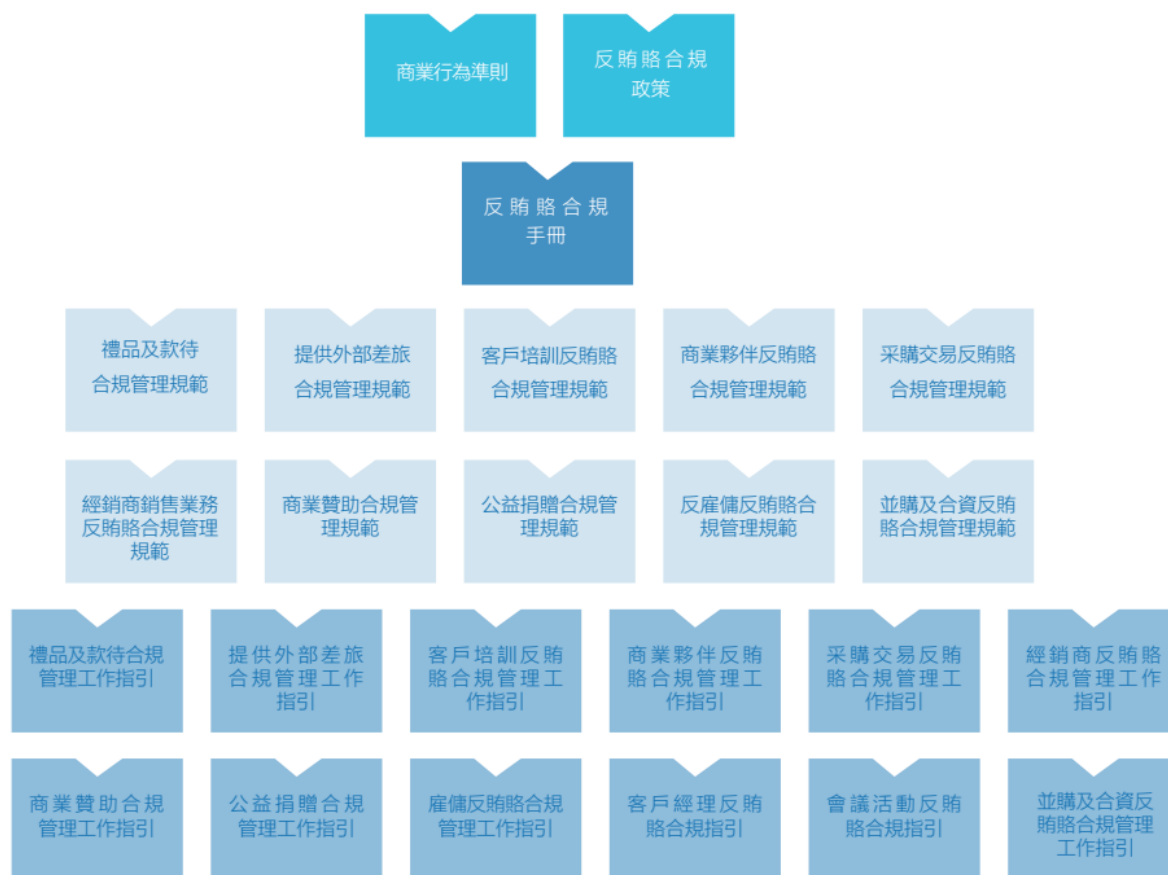 商業行為準則
反賄賂合規
政策
反賄賂合規
手冊
禮品及款待
合規管理規範
提供外部差旅
合規管理規範
客戶培訓反賄賂
合規管理規範
商業夥伴反賄賂
合規管理規範
采購交易反賄賂
合規管理規範
經銷商銷售業務
反賄賂合規管理
規範
商業贊助合規管
理規範
公益捐贈合規管
理規範
反雇傭反賄賂合
規管理規範
並購及合資反賄
賂合規管理規範
禮品及款待合規
管理工作指引
提供外部差旅
合規管理工作
指引
客戶培訓反賄
賂合規管理工
作指引
商業夥伴反賄
賂合規管理工
作指引
采購交易反賄
賂合規管理工
作指引
經銷商反賄賂
合規管理工作
指引
商業贊助合規
管理工作指引
公益捐贈合規
管理工作指引
雇傭反賄賂合規
管理工作指引
客戶經理反賄
賂合規指引
會議活動反賄
賂合規指引
並購及合資反
賄賂合規管理
工作指引